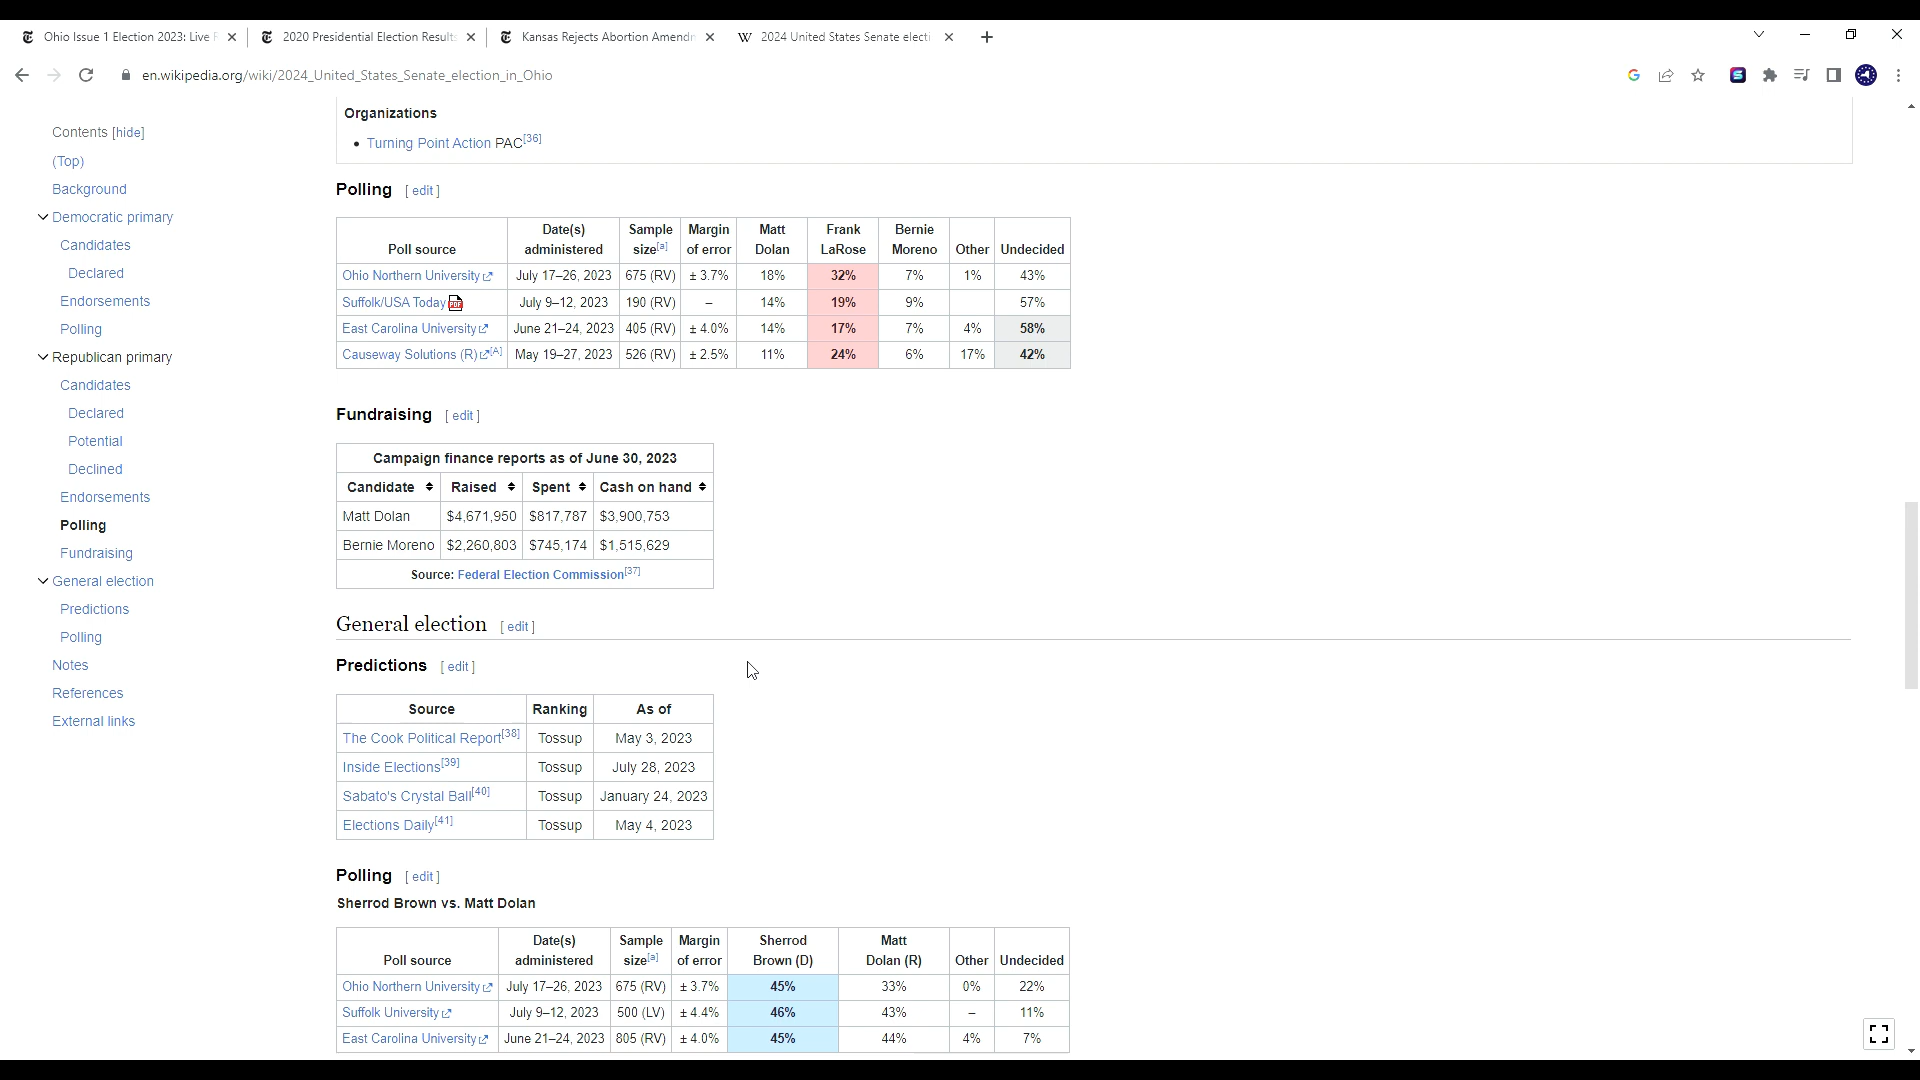 Ohio Issue 1 Election 2023: Live
2020 Presidential Election Results
Kansas Rejects Abortion Amendm
2024 United States Senate electi
en.wikipedia.org/wiki/2024_United_States_Senate_election_in_Ohio
Contents [hide]
(Top)
Background
Democratic primary
Candidates
Declared
Endorsements
Polling
Republican primary
Candidates
Declared
Potential
Declined
Endorsements
Polling
Fundraising
General election
Predictions
Polling
Notes
References
External links
Organizations
• Turning Point Action PAC[36]
Polling [ edit ]
Poll source Date(s) administered Sample size[a] Margin of error Matt Dolan Frank LaRose Bernie Moreno Other Undecided
Ohio Northern University July 17–26, 2023 675 (RV) ± 3.7% 18% 32% 7% 1% 43%
Suffolk/USA Today July 9–12, 2023 190 (RV) – 14% 19% 9% 57%
East Carolina University June 21–24, 2023 405 (RV) ± 4.0% 14% 17% 7% 4% 58%
Causeway Solutions (R)[A] May 19–27, 2023 526 (RV) ± 2.5% 11% 24% 6% 17% 42%
Fundraising [ edit ]
Campaign finance reports as of June 30, 2023
Candidate Raised Spent Cash on hand
Matt Dolan $4,671,950 $817,787 $3,900,753
Bernie Moreno $2,260,803 $745,174 $1,515,629
Source: Federal Election Commission[37]
General election [ edit ]
Predictions [ edit ]
Source Ranking As of
The Cook Political Report[38] Tossup May 3, 2023
Inside Elections[39] Tossup July 28, 2023
Sabato's Crystal Ball[40] Tossup January 24, 2023
Elections Daily[41] Tossup May 4, 2023
Polling [ edit ]
Sherrod Brown vs. Matt Dolan
Poll source Date(s) administered Sample size[a] Margin of error Sherrod Brown (D) Matt Dolan (R) Other Undecided
Ohio Northern University July 17–26, 2023 675 (RV) ± 3.7% 45% 33% 0% 22%
Suffolk University July 9–12, 2023 500 (LV) ± 4.4% 46% 43% – 11%
East Carolina University June 21–24, 2023 805 (RV) ± 4.0% 45% 44% 4% 7%